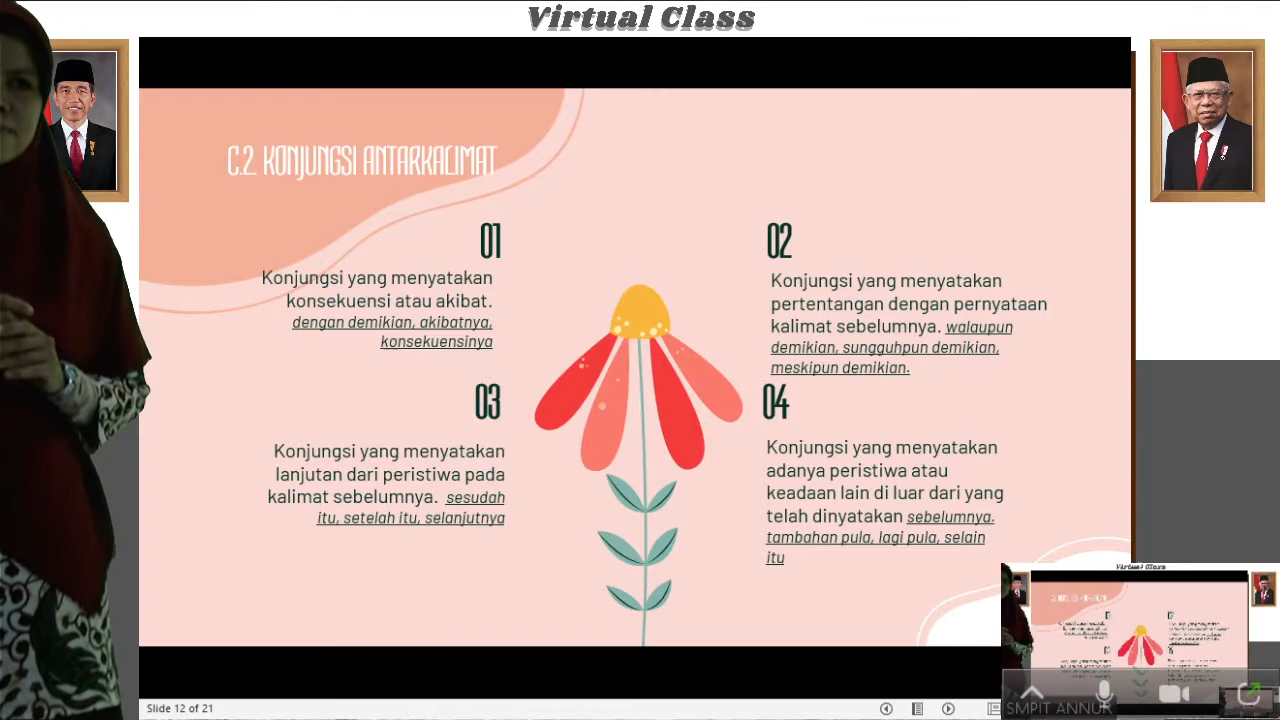 Virtual Class
C.2. KONJUNGSI ANTARKALIMAT
01
Konjungsi yang menyatakan
konsekuensi atau akibat.
dengan demikian, akibatnya,
konsekuensinya
02
Konjungsi yang menyatakan
pertentangan dengan pernyataan
kalimat sebelumnya. walaupun
demikian, sungguhpun demikian,
meskipun demikian.
03
Konjungsi yang menyatakan
lanjutan dari peristiwa pada
kalimat sebelumnya. sesudah
itu, setelah itu, selanjutnya
04
Konjungsi yang menyatakan
adanya peristiwa atau
keadaan lain di luar dari yang
telah dinyatakan sebelumnya.
tambahan pula, lagi pula, selain
itu
Virtual Class
SMPIT ANNUR
Slide 12 of 21